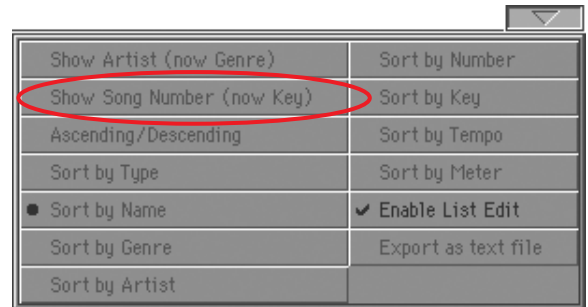 Show Artist (now Genre)
Show Song Number (now Key)
Ascending/Descending
Sort by Type
Sort by Name
Sort by Genre
Sort by Artist
Sort by Number
Sort by Key
Sort by Tempo
Sort by Meter
Enable List Edit
Export as text file